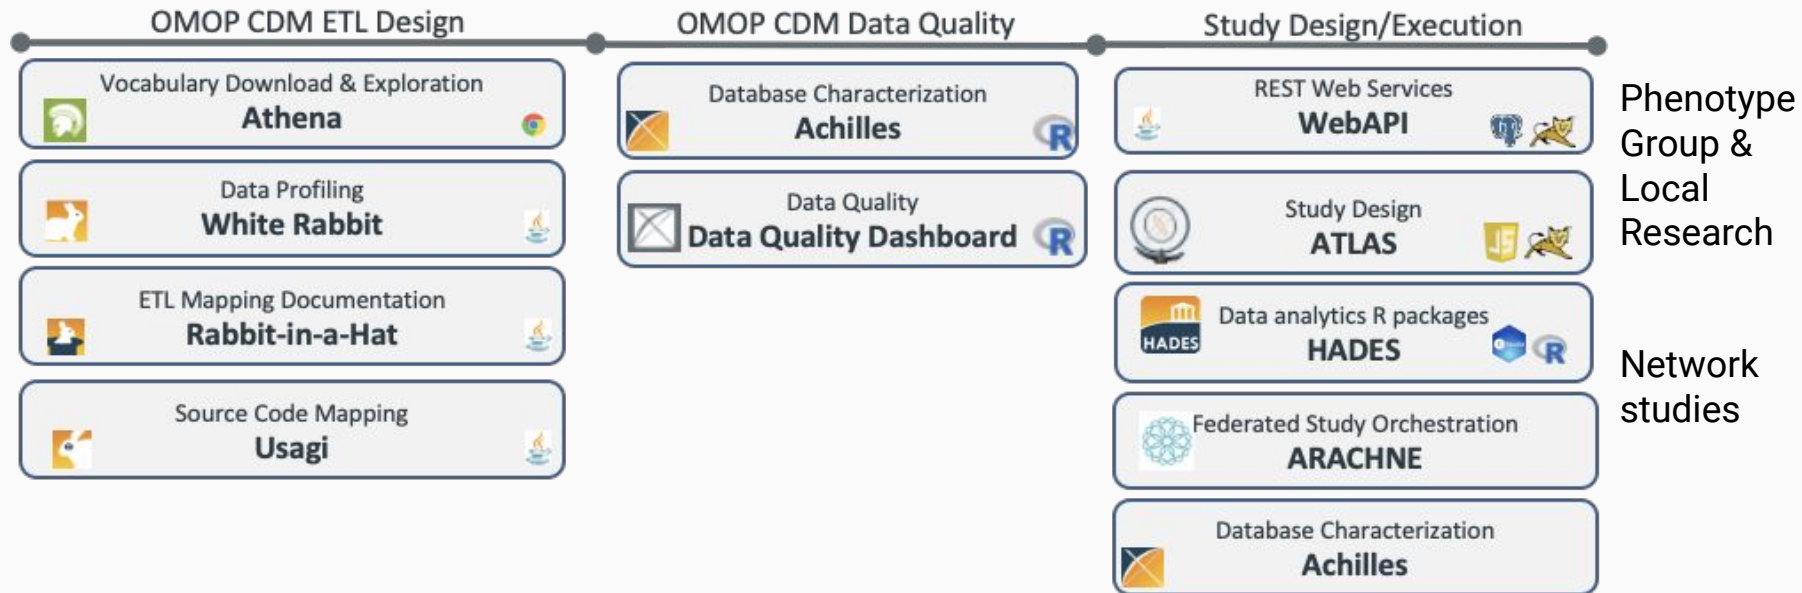 OMOP CDM ETL Design
Vocabulary Download & Exploration
Athena
Data Profiling
White Rabbit
ETL Mapping Documentation
Rabbit-in-a-Hat
Source Code Mapping
Usagi
OMOP CDM Data Quality
Database Characterization
Achilles
R
Data Quality
Data Quality Dashboard
R
Study Design/Execution
REST Web Services
WebAPI
Study Design
ATLAS
JS
HADES
Data analytics R packages
HADES
R
Federated Study Orchestration
ARACHNE
Database Characterization
Achilles
Phenotype
Group &
Local
Research
Network
studies